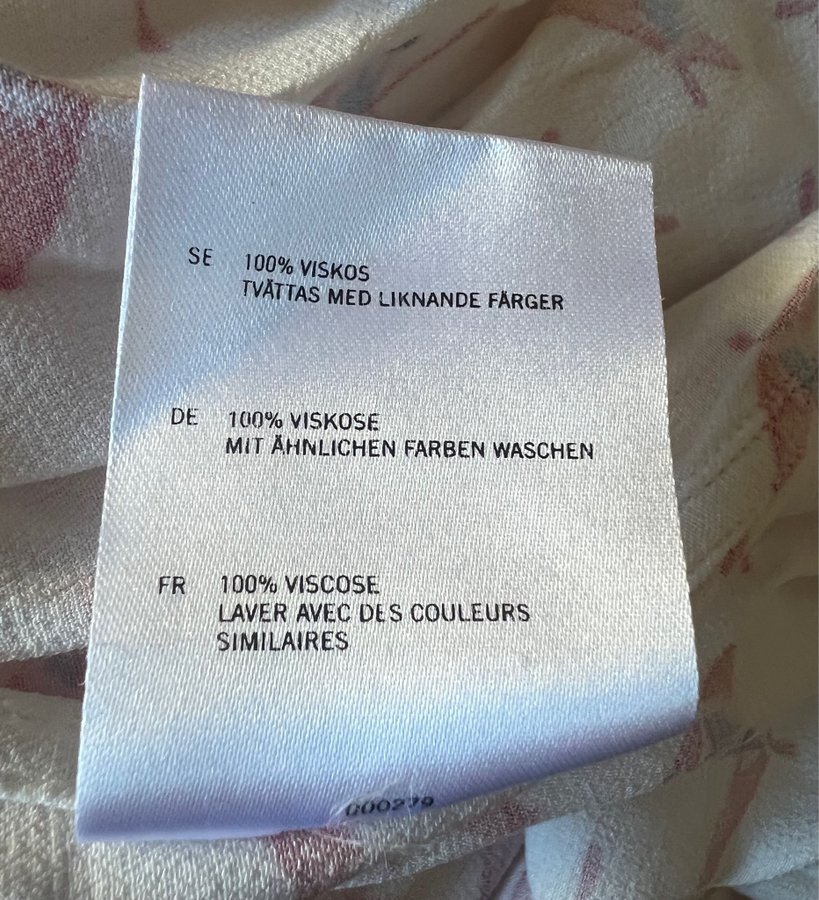 SE 100% VISKOS
TVÄTTAS MED LIKNANDE FÄRGER
DE 100% VISKOSE
MIT ÄHNLICHEN FARBEN WASCHEN
FR 100% VISCOSE
LAVER AVEC DES COULEURS
SIMILAIRES
000279